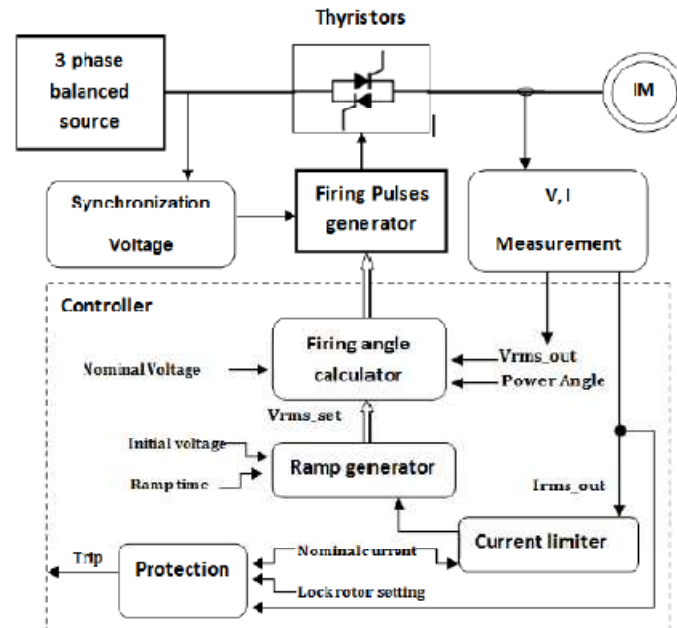 Thyristors
3 phase
balanced
source
IM
I
Synchronization
Voltage
Firing Pulses
generator
V, I
Measurement
Controller
Firing angle
calculator
Nominal Voltage
Vrms_out
Power Angle
Vrms_set
Initial voltage
Ramp time
Ramp generator
Irms_out
Current limiter
Trip
Protection
Nominal current
Lock rotor setting